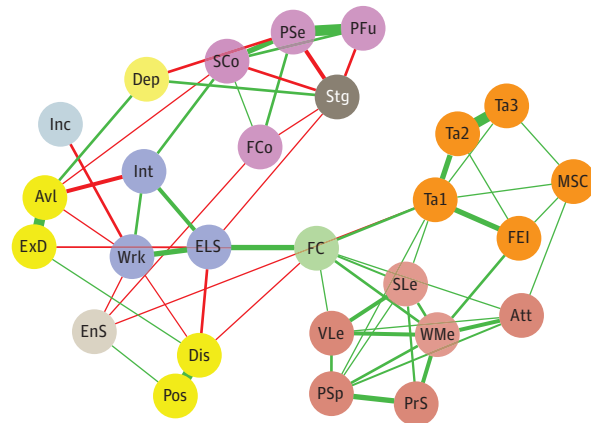 PSe
PFu
SCo
Dep
Stg
Ta3
Inc
Ta2
FCo
Int
MSC
Avl
Ta1
ExD
Wrk
ELS
FC
FEI
SLe
EnS
Att
VLe
WMe
Dis
Pos
PSp
PrS